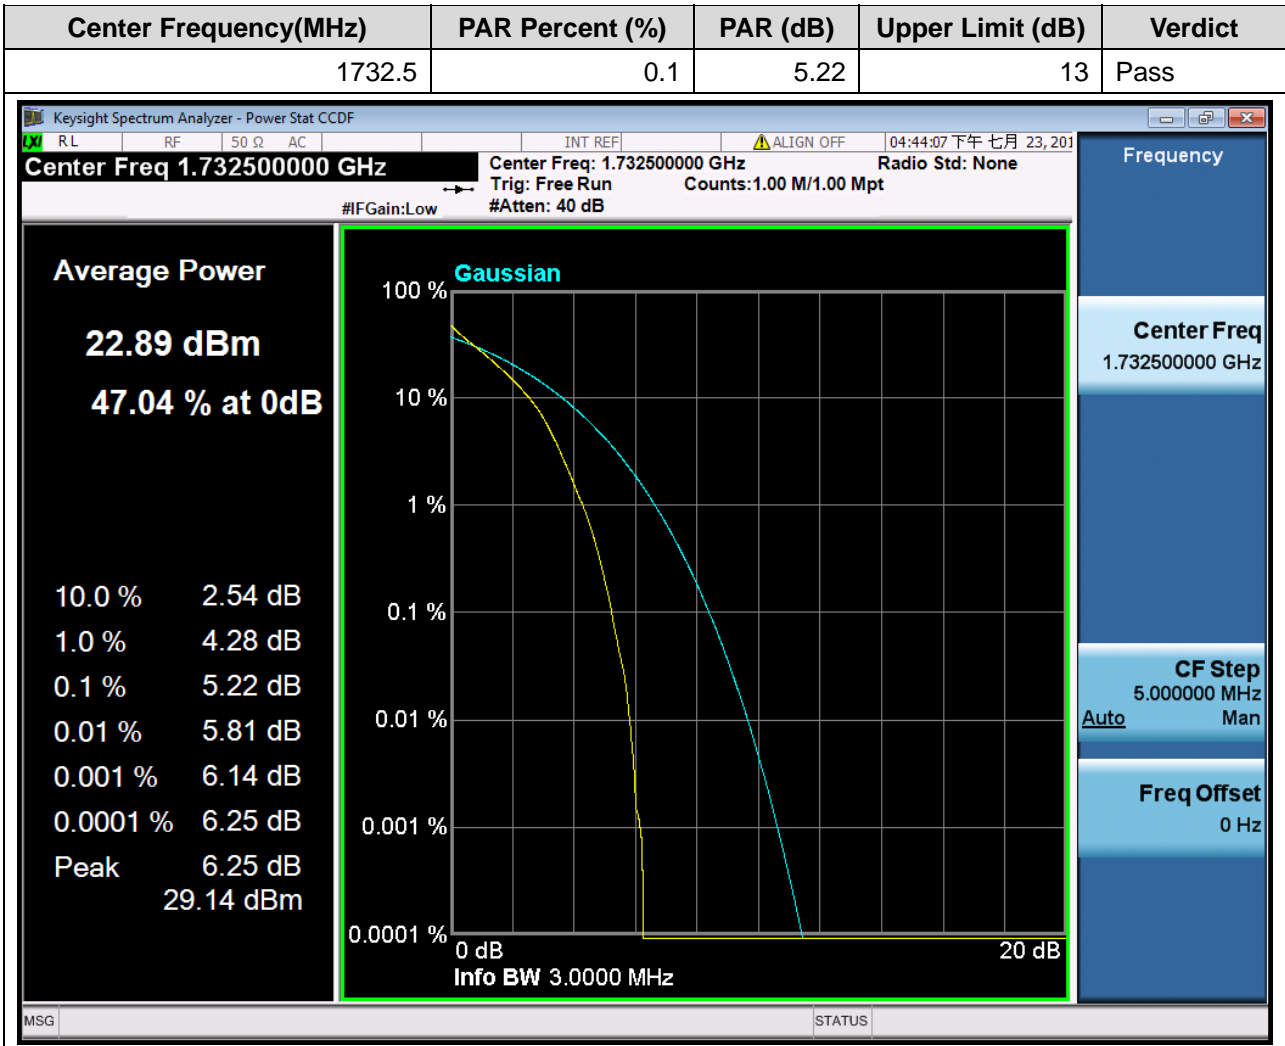 Center Frequency(MHz) PAR Percent (%) PAR (dB) Upper Limit (dB) Verdict
1732.5 0.1 5.22 13 Pass
Keysight Spectrum Analyzer - Power Stat CCDF
LXI RL RF 50 Ω AC INT REF ALIGN OFF 04:44:07 下午 七月 23, 201
Center Freq 1.732500000 GHz
Center Freq: 1.732500000 GHz Radio Std: None
Trig: Free Run Counts:1.00 M/1.00 Mpt
#IFGain:Low #Atten: 40 dB
Average Power
22.89 dBm
47.04 % at 0dB
10.0 % 2.54 dB
1.0 % 4.28 dB
0.1 % 5.22 dB
0.01 % 5.81 dB
0.001 % 6.14 dB
0.0001 % 6.25 dB
Peak 6.25 dB
29.14 dBm
Gaussian
100 %
10 %
1 %
0.1 %
0.01 %
0.001 %
0.0001 %
0 dB 20 dB
Info BW 3.0000 MHz
Frequency
Center Freq
1.732500000 GHz
CF Step
5.000000 MHz
Auto Man
Freq Offset
0 Hz
MSG STATUS